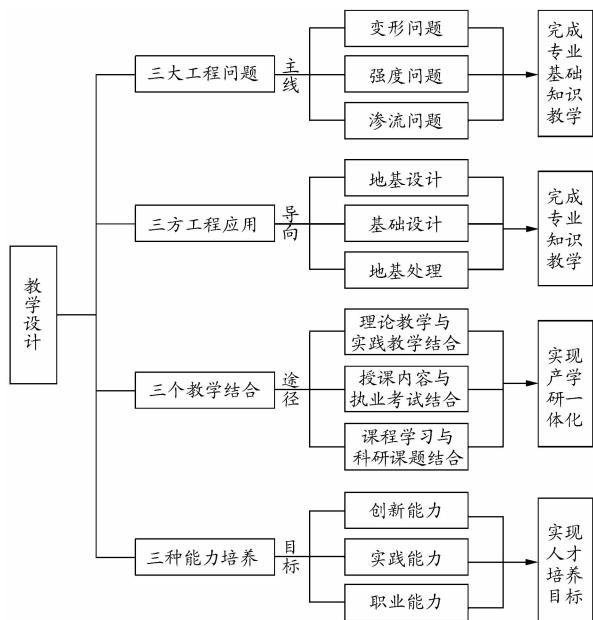 教学设计
三大工程问题
主线
变形问题
强度问题
渗流问题
完成
专业
基础
知识
教学
三方工程应用
导向
地基设计
基础设计
地基处理
完成
专业
知识
教学
三个教学结合
途径
理论教学与
实践教学结合
授课内容与
执业考试结合
课程学习与
科研课题结合
实现
产学
研一
体化
三种能力培养
目标
创新能力
实践能力
职业能力
实现
人才
培养
目标